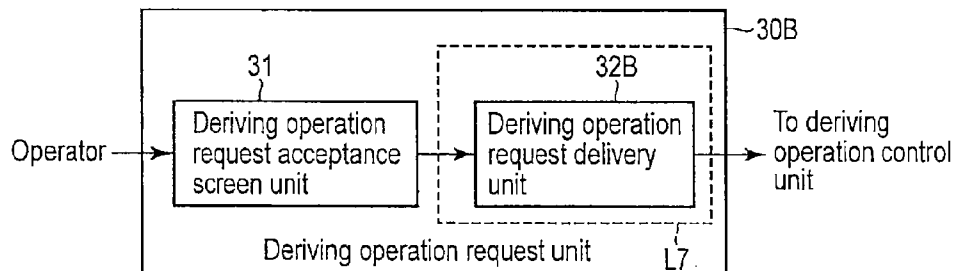 30B
31
32B
Operator
Deriving operation
request acceptance
screen unit
Deriving operation
request delivery
unit
To deriving
operation control
unit
Deriving operation request unit
L7